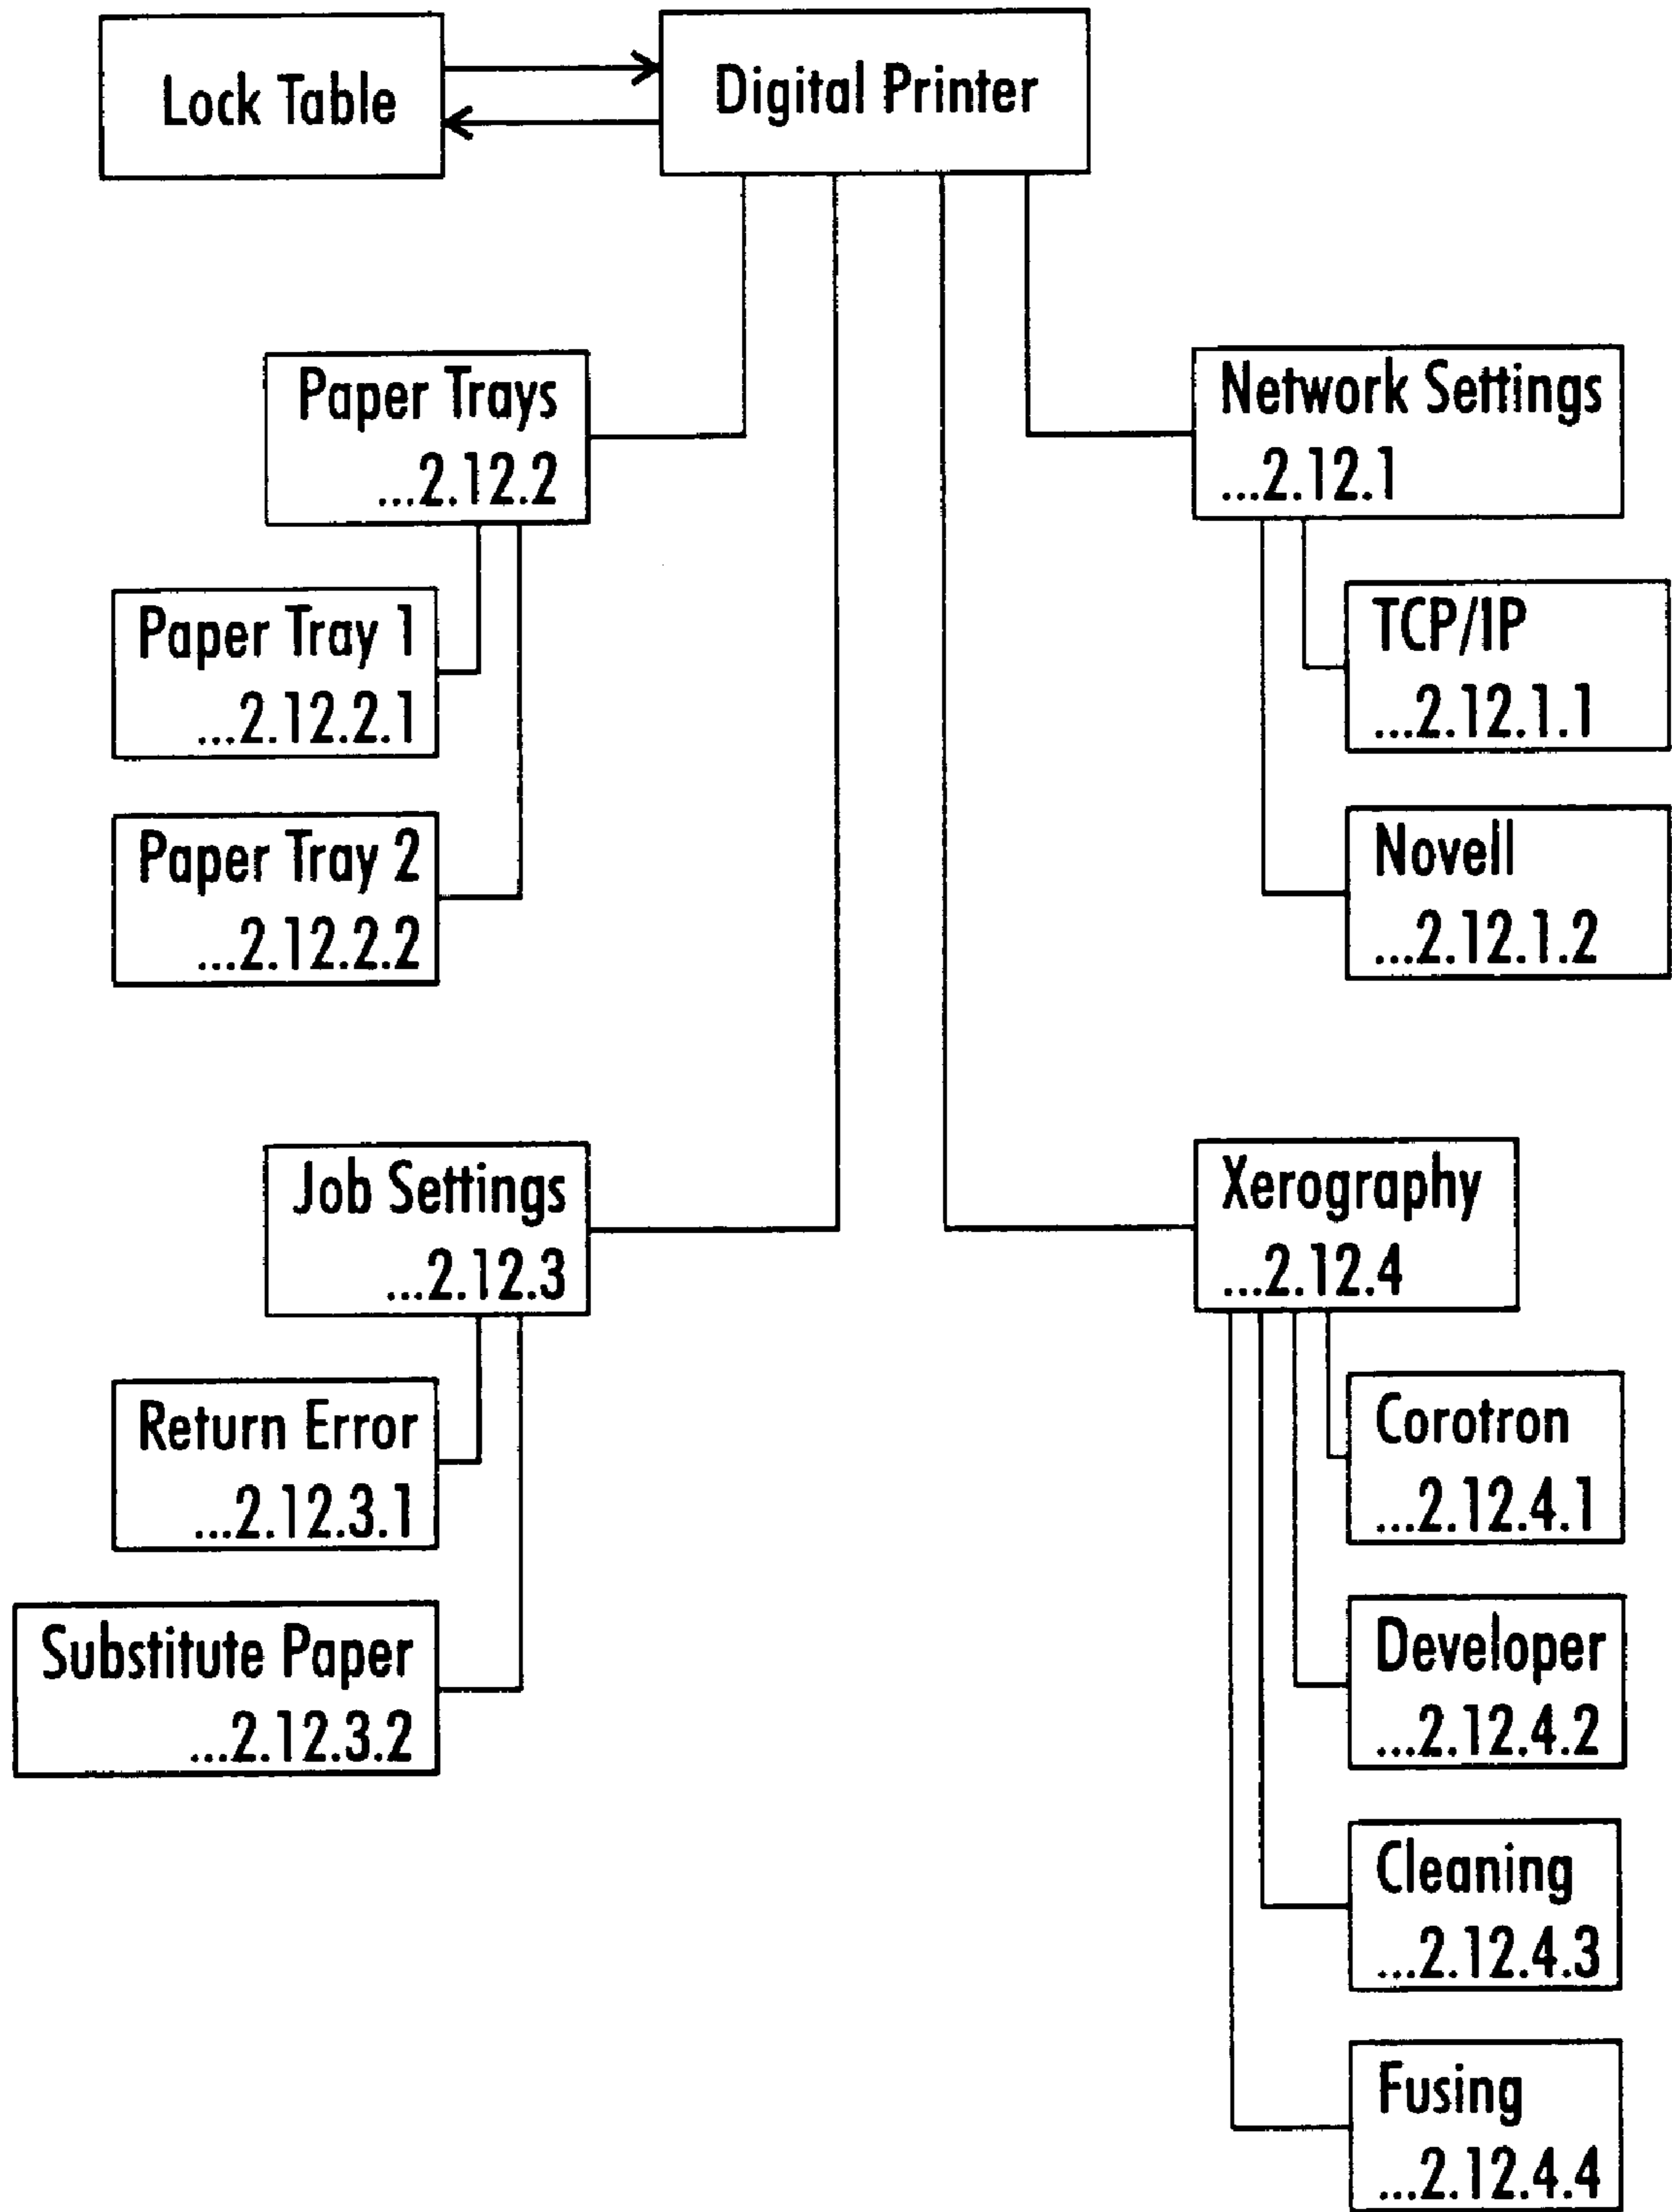 Lock Table
Digital Printer
Paper Trays
...2.12.2
Paper Tray 1
...2.12.2.1
Paper Tray 2
...2.12.2.2
Network Settings
...2.12.1
TCP/IP
...2.12.1.1
Novell
...2.12.1.2
Job Settings
...2.12.3
Return Error
...2.12.3.1
Substitute Paper
...2.12.3.2
Xerography
...2.12.4
Corotron
...2.12.4.1
Developer
...2.12.4.2
Cleaning
...2.12.4.3
Fusing
...2.12.4.4